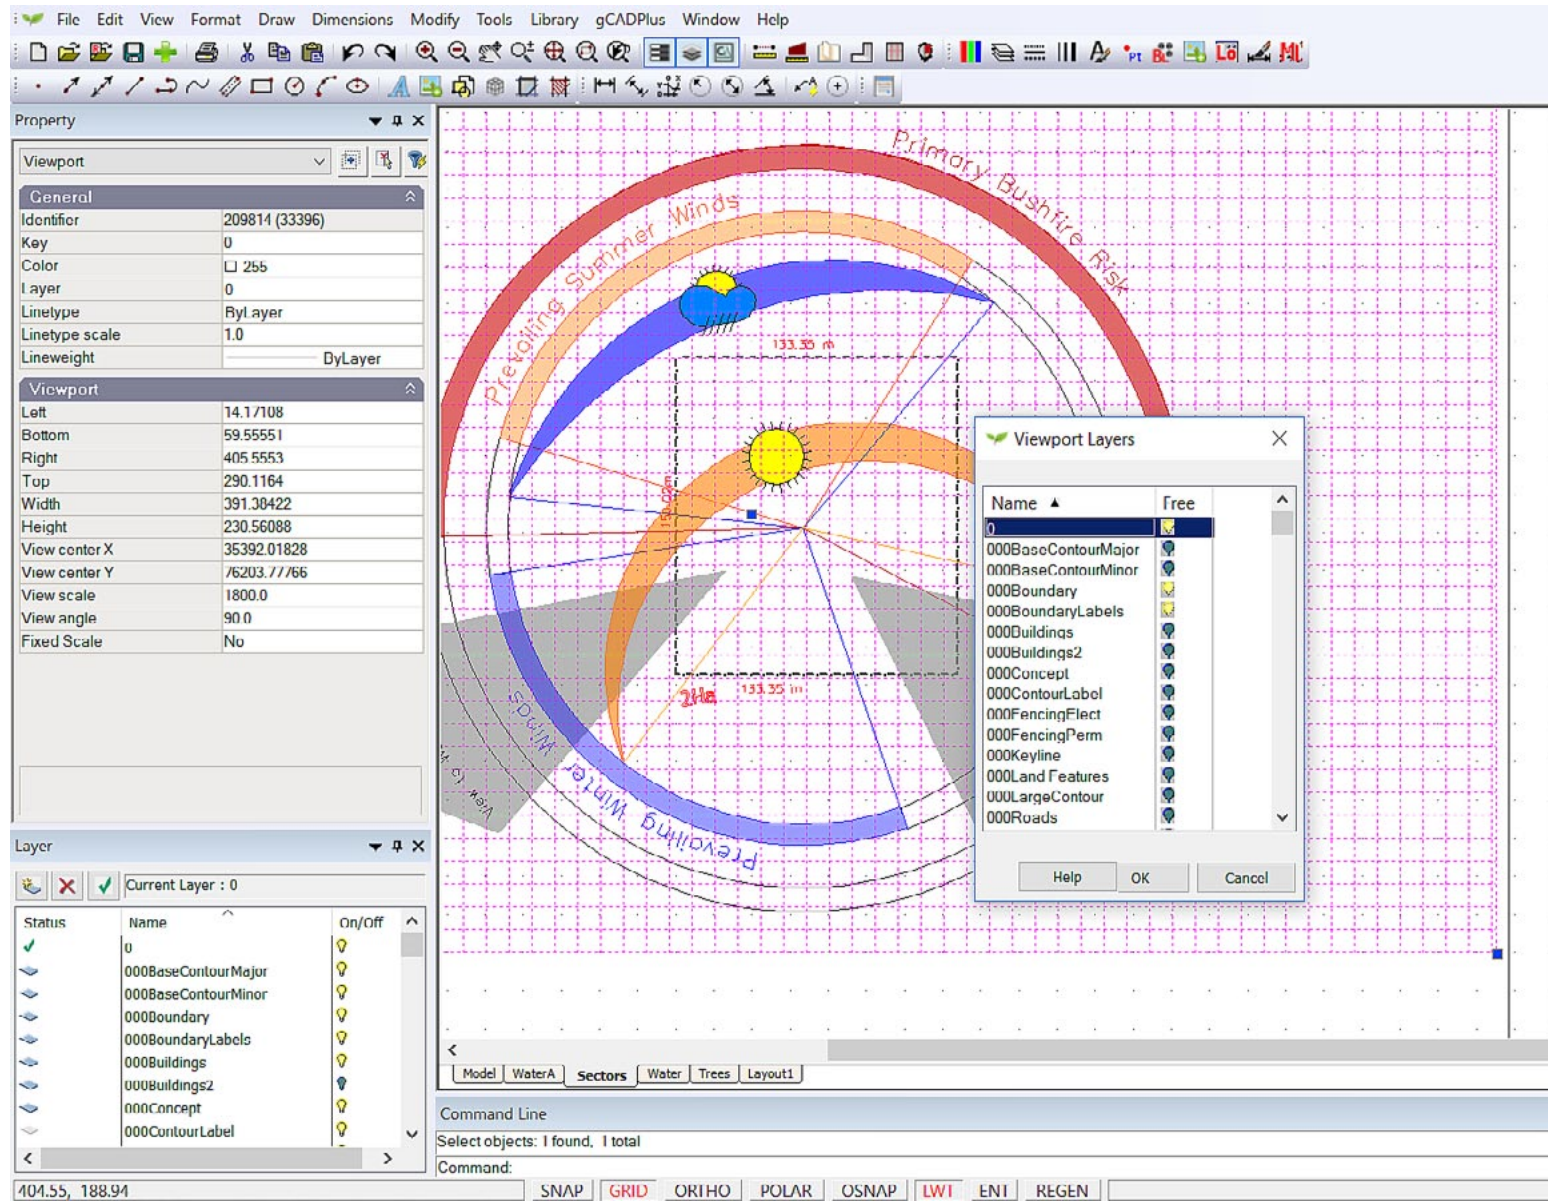 File Edit View Format Draw Dimensions Modify Tools Library gCADPlus Window Help
Property
Viewport
General
Identifier 209814 (33396)
Key 0
Color 255
Layer 0
Linetype ByLayer
Linetype scale 1.0
Lineweight ByLayer
Viewport
Left 14.17108
Bottom 59.55551
Right 405.5553
Top 290.1164
Width 391.38422
Height 230.56088
View center X 35392.01828
View center Y 76203.77766
View scale 1800.0
View angle 90.0
Fixed Scale No
Layer
Current Layer : 0
Status Name On/Off
0
000BaseContourMajor
000BaseContourMinor
000Boundary
000BoundaryLabels
000Buildings
000Buildings2
000Concept
000ContourLabel
404.55, 188.94
Primary Bushfire Risk
Prevailing Summer Winds
133.35 m
2Ha
133.35 m
Prevailing Winter Winds
View to
Viewport Layers
Name Tree
0
000BaseContourMajor
000BaseContourMinor
000Boundary
000BoundaryLabels
000Buildings
000Buildings2
000Concept
000ContourLabel
000FencingElect
000FencingPerm
000Keyline
000Land Features
000LargeContour
000Roads
Help OK Cancel
Model WaterA Sectors Water Trees Layout1
Command Line
Select objects: 1 found, 1 total
Command:
SNAP GRID ORTHO POLAR OSNAP LWT ENT REGEN